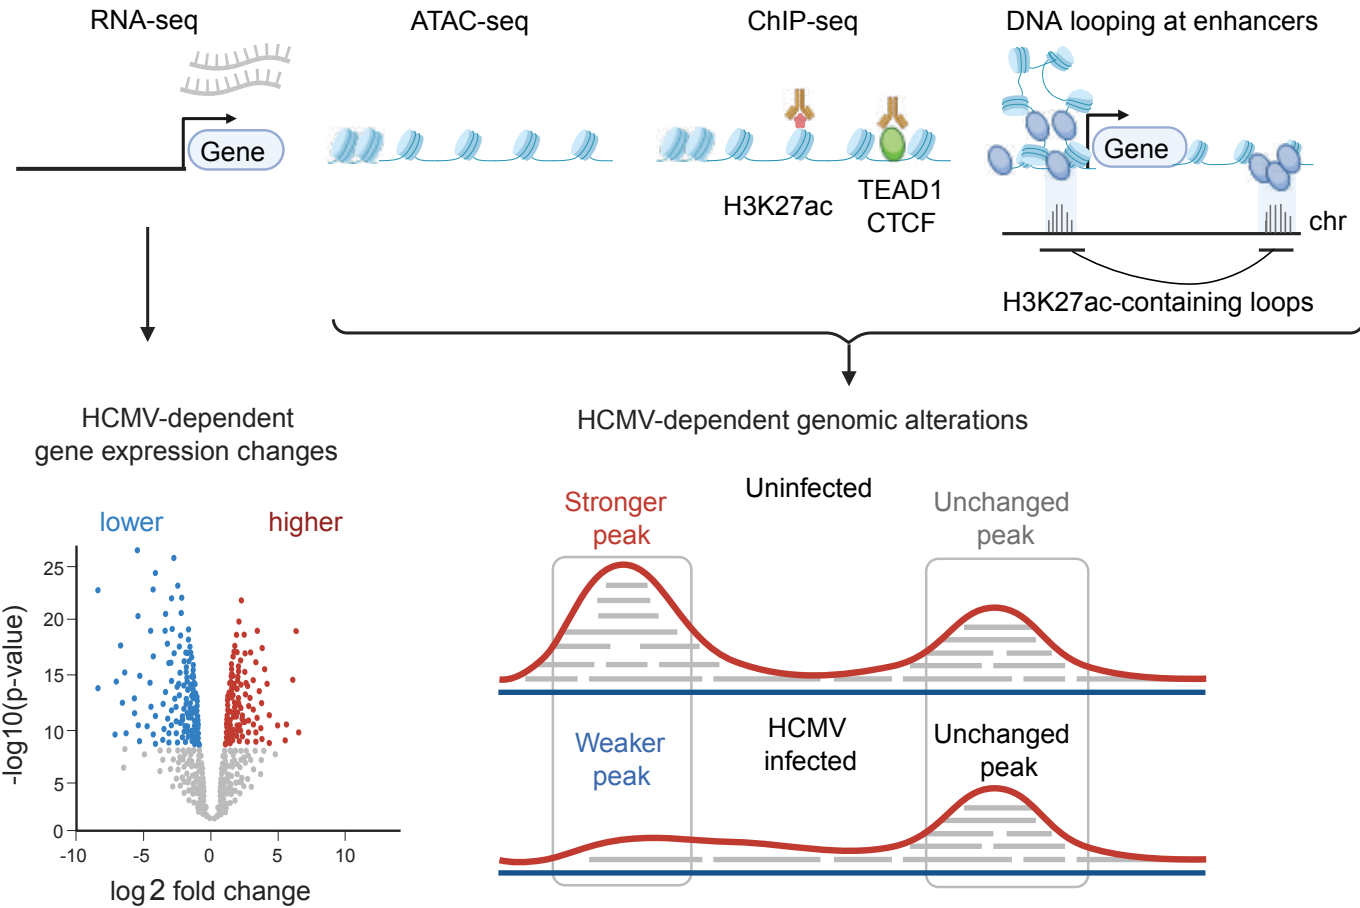 RNA-seq
ATAC-seq
ChIP-seq
DNA looping at enhancers
Gene
H3K27ac
TEAD1
CTCF
Gene
chr
H3K27ac-containing loops
HCMV-dependent
gene expression changes
HCMV-dependent genomic alterations
lower
higher
-log10(p-value)
25
20
15
10
5
0
-10
-5
0
5
10
log2 fold change
Stronger
peak
Uninfected
Unchanged
peak
Weaker
peak
HCMV
infected
Unchanged
peak